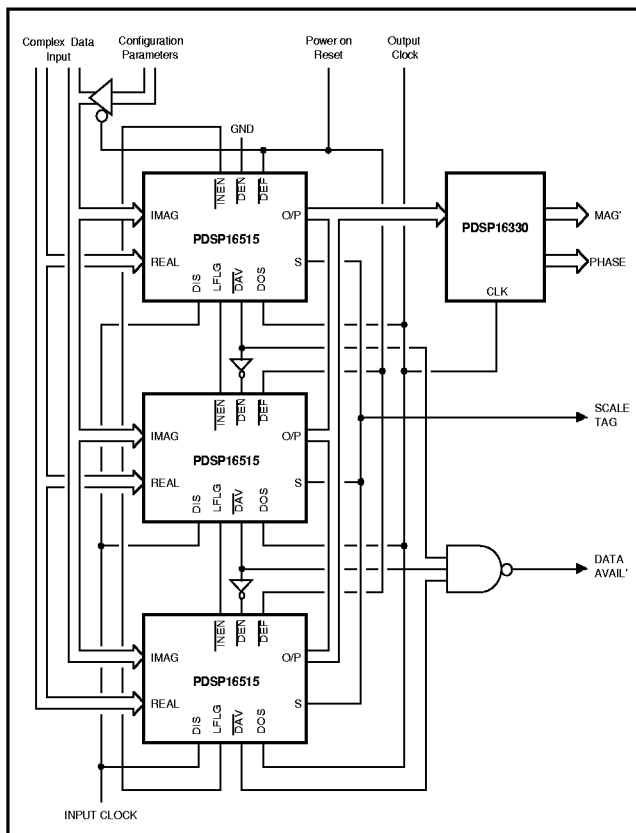 Complex Data
Input
Configuration
Parameters
Power on
Reset
Output
Clock
GND
INEN
DEN
DEF
IMAG
O/P
PDSP16515
REAL
S
DIS
LFLG
DAV
DOS
PDSP16330
CLK
MAG'
PHASE
INEN
DEN
DEF
IMAG
O/P
PDSP16515
REAL
S
DIS
LFLG
DAV
DOS
SCALE
TAG
DATA
AVAIL'
INEN
DEN
DEF
IMAG
O/P
PDSP16515
REAL
S
DIS
LFLG
DAV
DOS
INPUT CLOCK